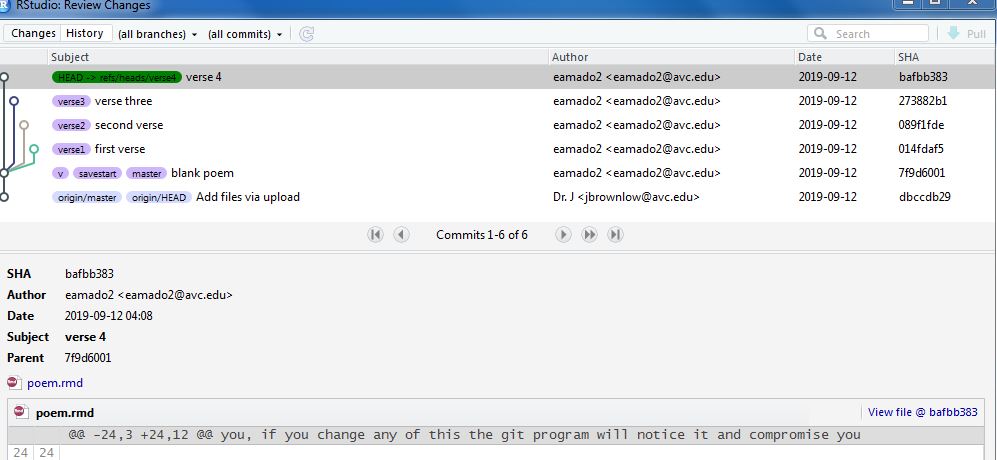 R RStudio: Review Changes
Changes History (all branches) (all commits) Search Pull
Subject Author Date SHA
HEAD -> refs/heads/verse4 verse 4 eamado2 <eamado2@avc.edu> 2019-09-12 bafbb383
verse3 verse three eamado2 <eamado2@avc.edu> 2019-09-12 273882b1
verse2 second verse eamado2 <eamado2@avc.edu> 2019-09-12 089f1fde
verse1 first verse eamado2 <eamado2@avc.edu> 2019-09-12 014fdaf5
v savestart master blank poem eamado2 <eamado2@avc.edu> 2019-09-12 7f9d6001
origin/master origin/HEAD Add files via upload Dr. J <jbrownlow@avc.edu> 2019-09-12 dbccdb29
Commits 1-6 of 6
SHA bafbb383
Author eamado2 <eamado2@avc.edu>
Date 2019-09-12 04:08
Subject verse 4
Parent 7f9d6001
poem.rmd
poem.rmd View file @ bafbb383
@@ -24,3 +24,12 @@ you, if you change any of this the git program will notice it and compromise you
24 24